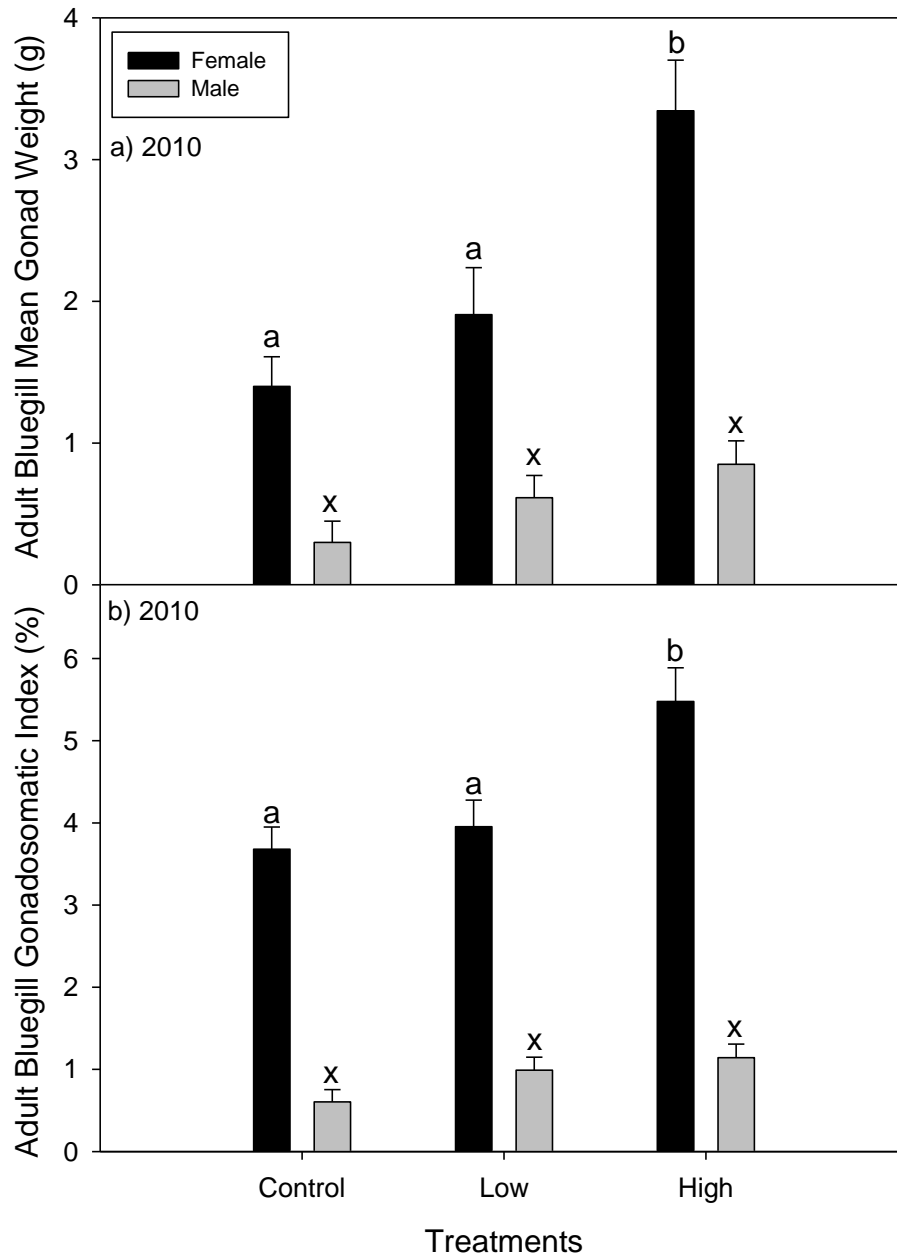 Adult Bluegill Mean Gonad Weight (g)
4
3
2
1
0
Female
Male
a) 2010
a
x
a
x
b
x
Adult Bluegill Gonadosomatic Index (%)
6
5
4
3
2
1
0
b) 2010
a
x
a
x
b
x
Control
Low
High
Treatments